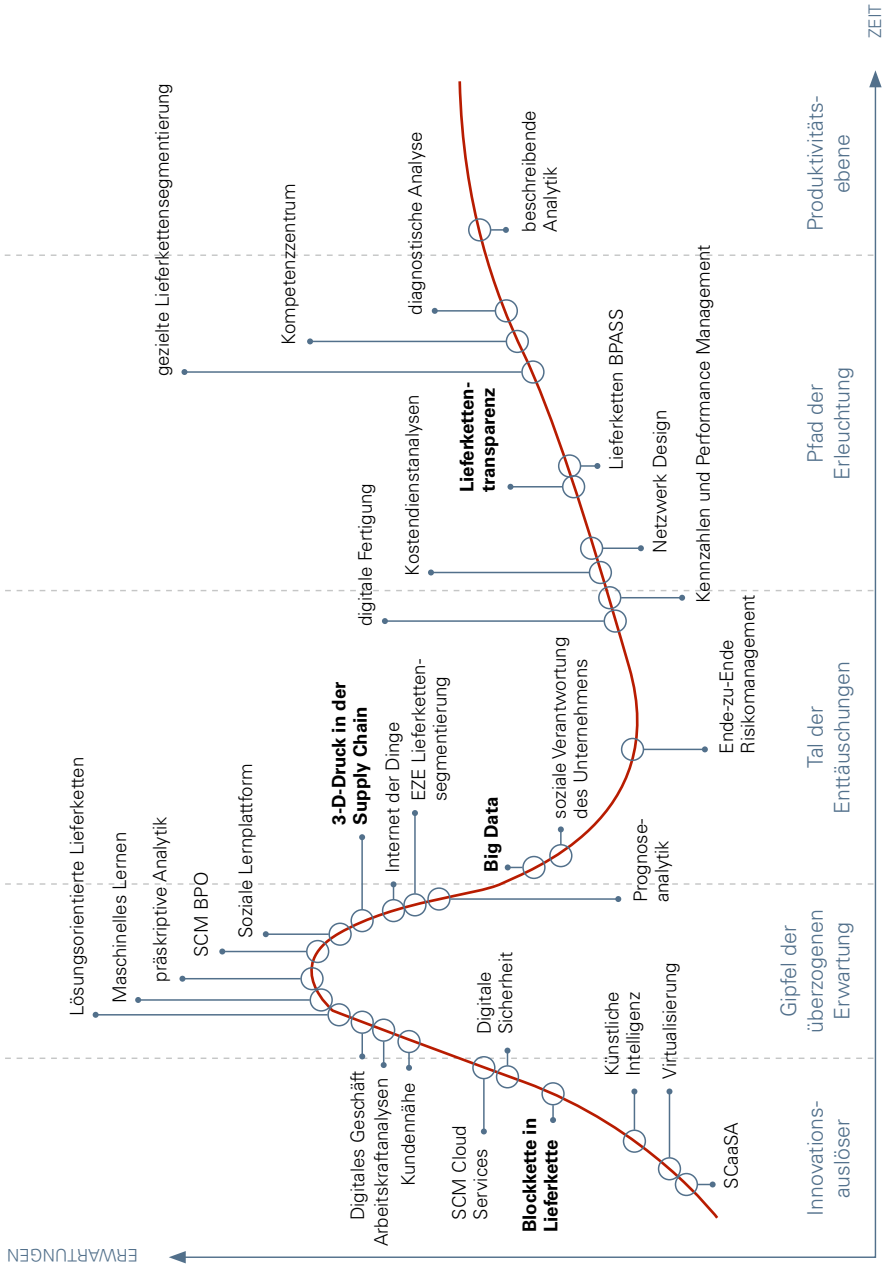 ERWARTUNGEN
Lösungsorientierte Lieferketten
Maschinelles Lernen
präskriptive Analytik
SCM BPO
Soziale Lernplattform
3-D-Druck in der
Supply Chain
Internet der Dinge
EZE Lieferketten-
segmentierung
Digitales Geschäft
Arbeitskraftanalysen
Kundennähe
SCM Cloud
Services
Digitale
Sicherheit
Blockkette in
Lieferkette
Künstliche
Intelligenz
Virtualisierung
SCaaSA
Big Data
soziale Verantwortung
des Unternehmens
Prognose-
analytik
Ende-zu-Ende
Risikomanagement
digitale Fertigung
Kostendienstanalysen
Kennzahlen und Performance Management
Netzwerk Design
Lieferketten-
transparenz
Lieferketten BPASS
gezielte Lieferkettensegmentierung
Kompetenzzentrum
diagnostische Analyse
beschreibende
Analytik
Innovations-
auslöser
Gipfel der
überzogenen
Erwartung
Tal der
Enttäuschungen
Pfad der
Erleuchtung
Produktivitäts-
ebene
ZEIT